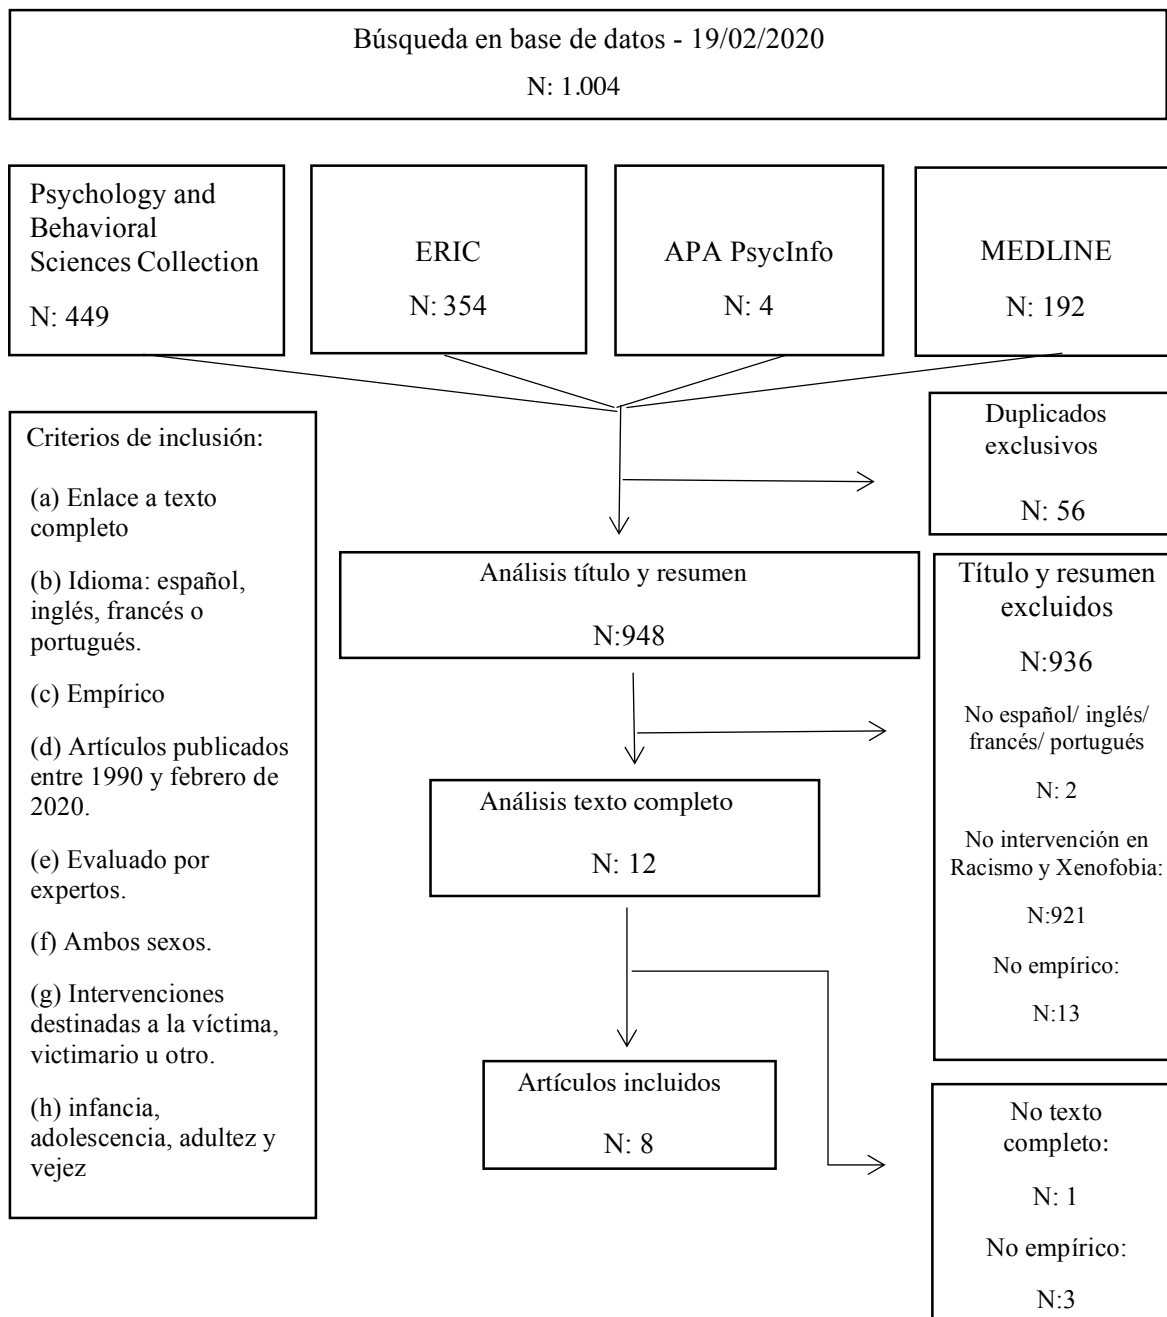 Búsqueda en base de datos - 19/02/2020
N: 1.004
Psychology and
Behavioral
Sciences Collection
N: 449
ERIC
N: 354
APA PsycInfo
N: 4
MEDLINE
N: 192
Duplicados
exclusivos
N: 56
Criterios de inclusión:
(a) Enlace a texto
completo
(b) Idioma: español,
inglés, francés o
portugués.
(c) Empírico
(d) Artículos publicados
entre 1990 y febrero de
2020.
(e) Evaluado por
expertos.
(f) Ambos sexos.
(g) Intervenciones
destinadas a la víctima,
victimario u otro.
(h) infancia,
adolescencia, adultez y
vejez
Análisis título y resumen
N:948
Título y resumen
excluidos
N:936
No español/ inglés/
francés/ portugués
N: 2
No intervención en
Racismo y Xenofobia:
N:921
No empírico:
N:13
Análisis texto completo
N: 12
Artículos incluidos
N: 8
No texto
completo:
N: 1
No empírico:
N:3